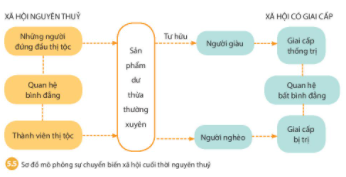 XÃ HỘI NGUYÊN THUỶ
XÃ HỘI CÓ GIAI CẤP
Những người
đứng đầu thị tộc
Quan hệ
bình đẳng
Thành viên thị tộc
Sản
phẩm
dư
thừa
thường
xuyên
Tư hữu
Người giàu
Người nghèo
Giai cấp
thống trị
Quan hệ
bất bình đẳng
Giai cấp
bị trị
5.5 Sơ đồ mô phỏng sự chuyển biến xã hội cuối thời nguyên thuỷ